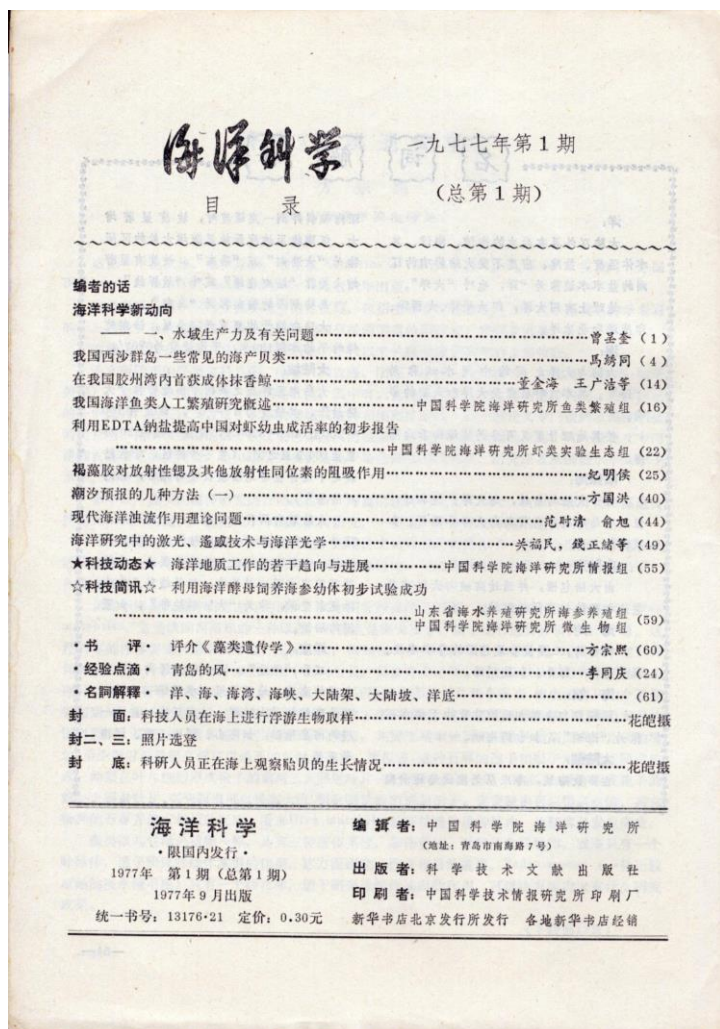 海洋科学 一九七七年第1期
目 录 (总第1期)
编者的话
海洋科学新动向
——一、水域生产力及有关问题……曾呈奎(1)
我国西沙群岛一些常见的海产贝类……馬綉同(4)
在我国胶州湾内首获成体抹香鲸……董金海 王广洁等(14)
我国海洋鱼类人工繁殖研究概述……中国科学院海洋研究所鱼类繁殖组(16)
利用EDTA钠盐提高中国对虾幼虫成活率的初步报告
……中国科学院海洋研究所虾类实验生态组(22)
褐藻胶对放射性锶及其他放射性同位素的阻吸作用……纪明侯(25)
潮汐预报的几种方法(一)……方国洪(40)
现代海洋浊流作用理论问题……范时清 俞旭(44)
海洋研究中的激光、遙感技术与海洋光学……吴福民,錢正緒等(49)
★科技动态★ 海洋地质工作的若干趋向与进展……中国科学院海洋研究所情报组(55)
☆科技简讯☆ 利用海洋酵母饲养海参幼体初步试验成功
……山东省海水养殖研究所海参养殖组
中国科学院海洋研究所微生物组(59)
·书 评· 评介《藻类遗传学》……方宗熙(60)
·经验点滴· 青岛的风……李同庆(24)
·名詞解釋· 洋、海、海湾、海峡、大陆架、大陆坡、洋底……(61)
封 面:科技人员在海上进行浮游生物取样……花皑摄
封二、三:照片选登
封 底:科研人员正在海上观察贻贝的生长情况……花皑摄
海洋科学
·限国内发行·
1977年 第1期(总第1期)
1977年9月出版
统一书号:13176·21 定价:0.30元
编辑者:中国科学院海洋研究所
(地址:青岛市南海路7号)
出版者:科学技术文献出版社
印刷者:中国科学技术情报研究所印刷厂
新华书店北京发行所发行 各地新华书店经销